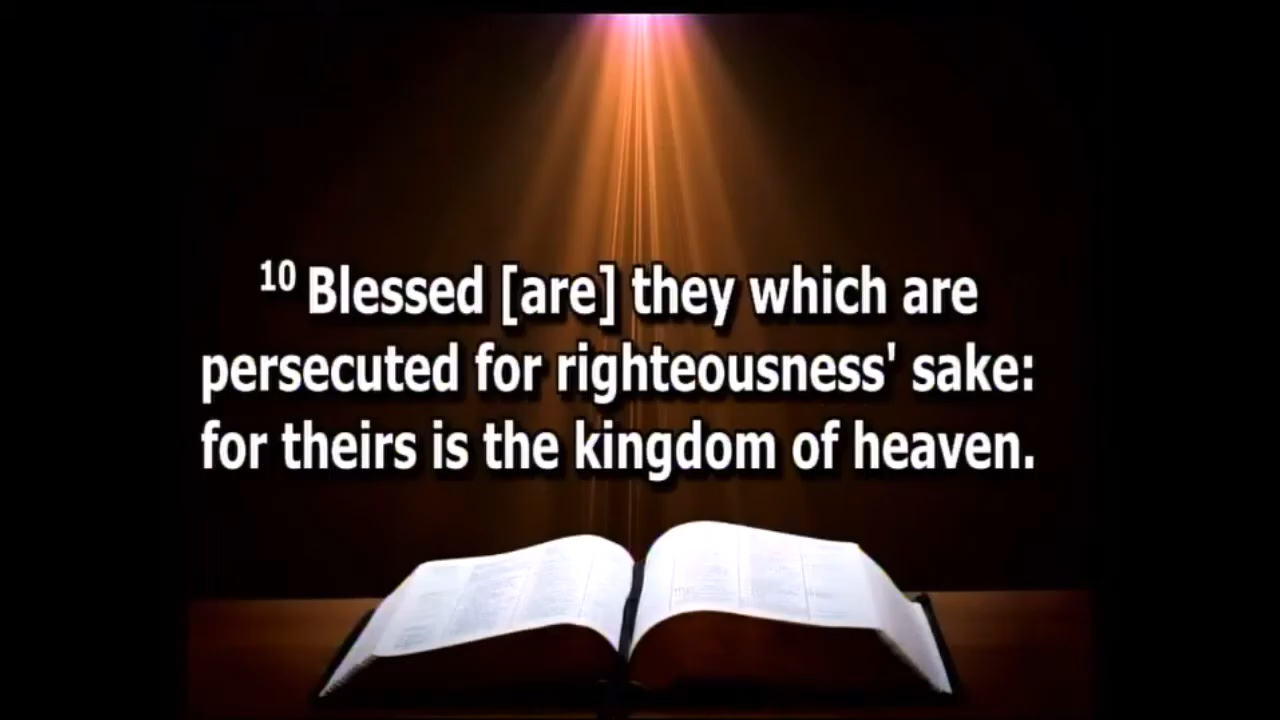 10 Blessed [are] they which are
persecuted for righteousness' sake:
for theirs is the kingdom of heaven.